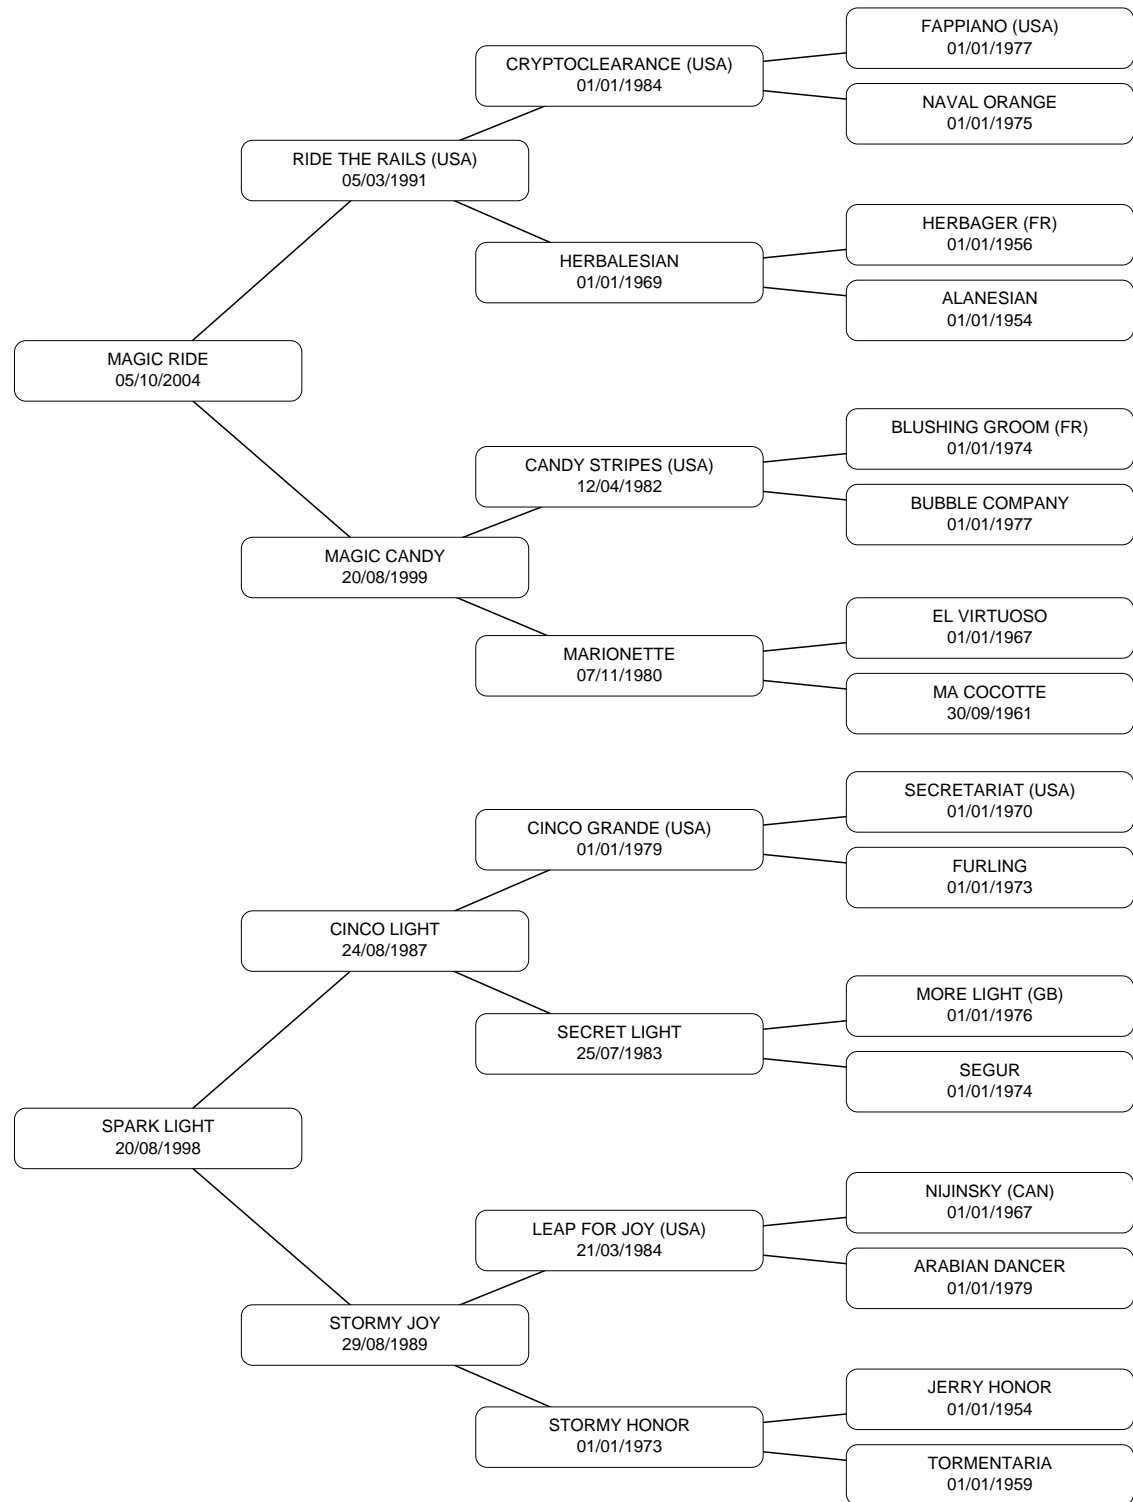 FAPPIANO (USA)
01/01/1977
CRYPTOCLEARANCE (USA)
01/01/1984
NAVAL ORANGE
01/01/1975
RIDE THE RAILS (USA)
05/03/1991
HERBAGER (FR)
01/01/1956
HERBALESIAN
01/01/1969
ALANESIAN
01/01/1954
MAGIC RIDE
05/10/2004
BLUSHING GROOM (FR)
01/01/1974
CANDY STRIPES (USA)
12/04/1982
BUBBLE COMPANY
01/01/1977
MAGIC CANDY
20/08/1999
EL VIRTUOSO
01/01/1967
MARIONETTE
07/11/1980
MA COCOTTE
30/09/1961
SECRETARIAT (USA)
01/01/1970
CINCO GRANDE (USA)
01/01/1979
FURLING
01/01/1973
CINCO LIGHT
24/08/1987
MORE LIGHT (GB)
01/01/1976
SECRET LIGHT
25/07/1983
SEGUR
01/01/1974
SPARK LIGHT
20/08/1998
NIJINSKY (CAN)
01/01/1967
LEAP FOR JOY (USA)
21/03/1984
ARABIAN DANCER
01/01/1979
STORMY JOY
29/08/1989
JERRY HONOR
01/01/1954
STORMY HONOR
01/01/1973
TORMENTARIA
01/01/1959